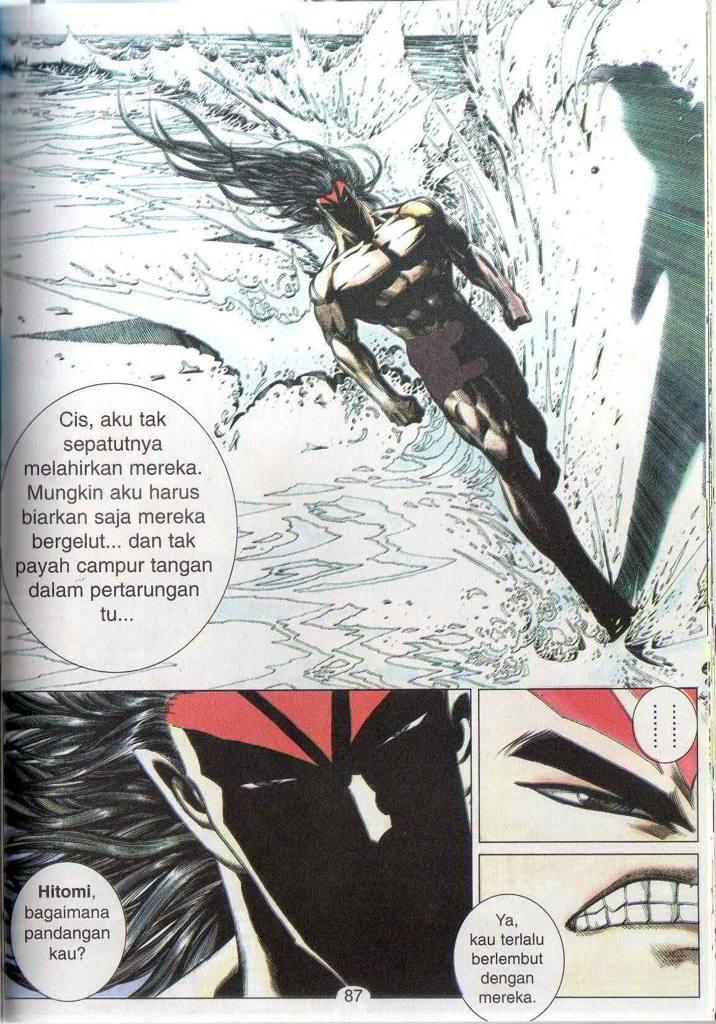 Cis, aku tak
sepatutnya
melahirkan mereka.
Mungkin aku harus
biarkan saja mereka
bergelut... dan tak
payah campur tangan
dalam pertarungan
tu...
Hitomi,
bagaimana
pandangan
kau?
Ya,
kau terlalu
berlembut
dengan
mereka.
87